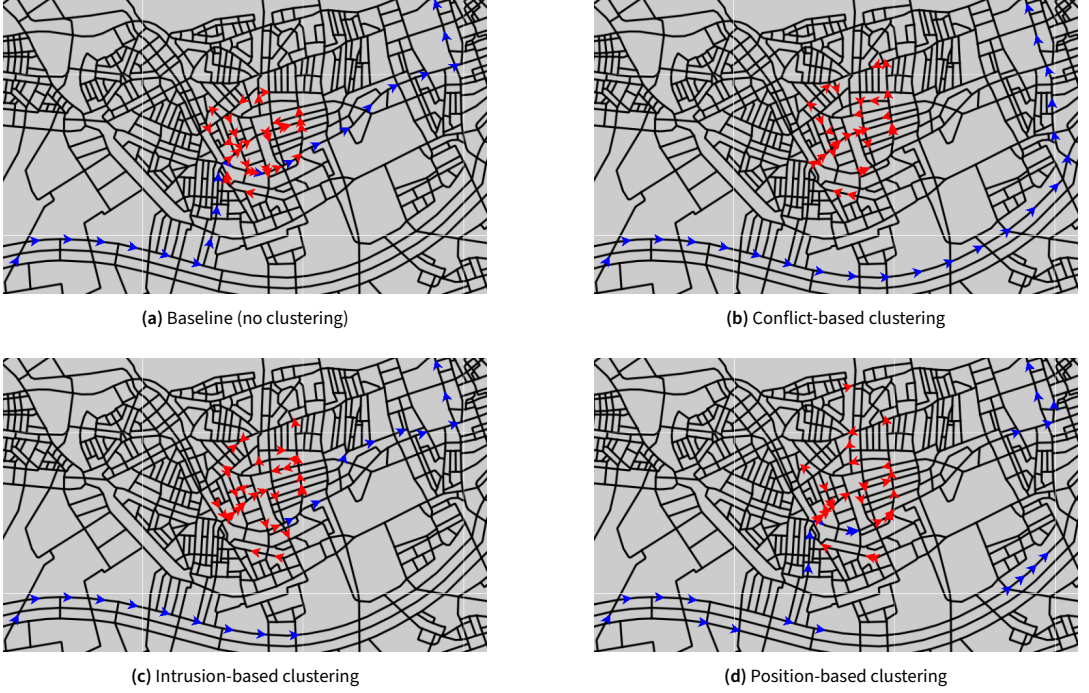 (a) Baseline (no clustering)
(b) Conflict-based clustering
(c) Intrusion-based clustering
(d) Position-based clustering